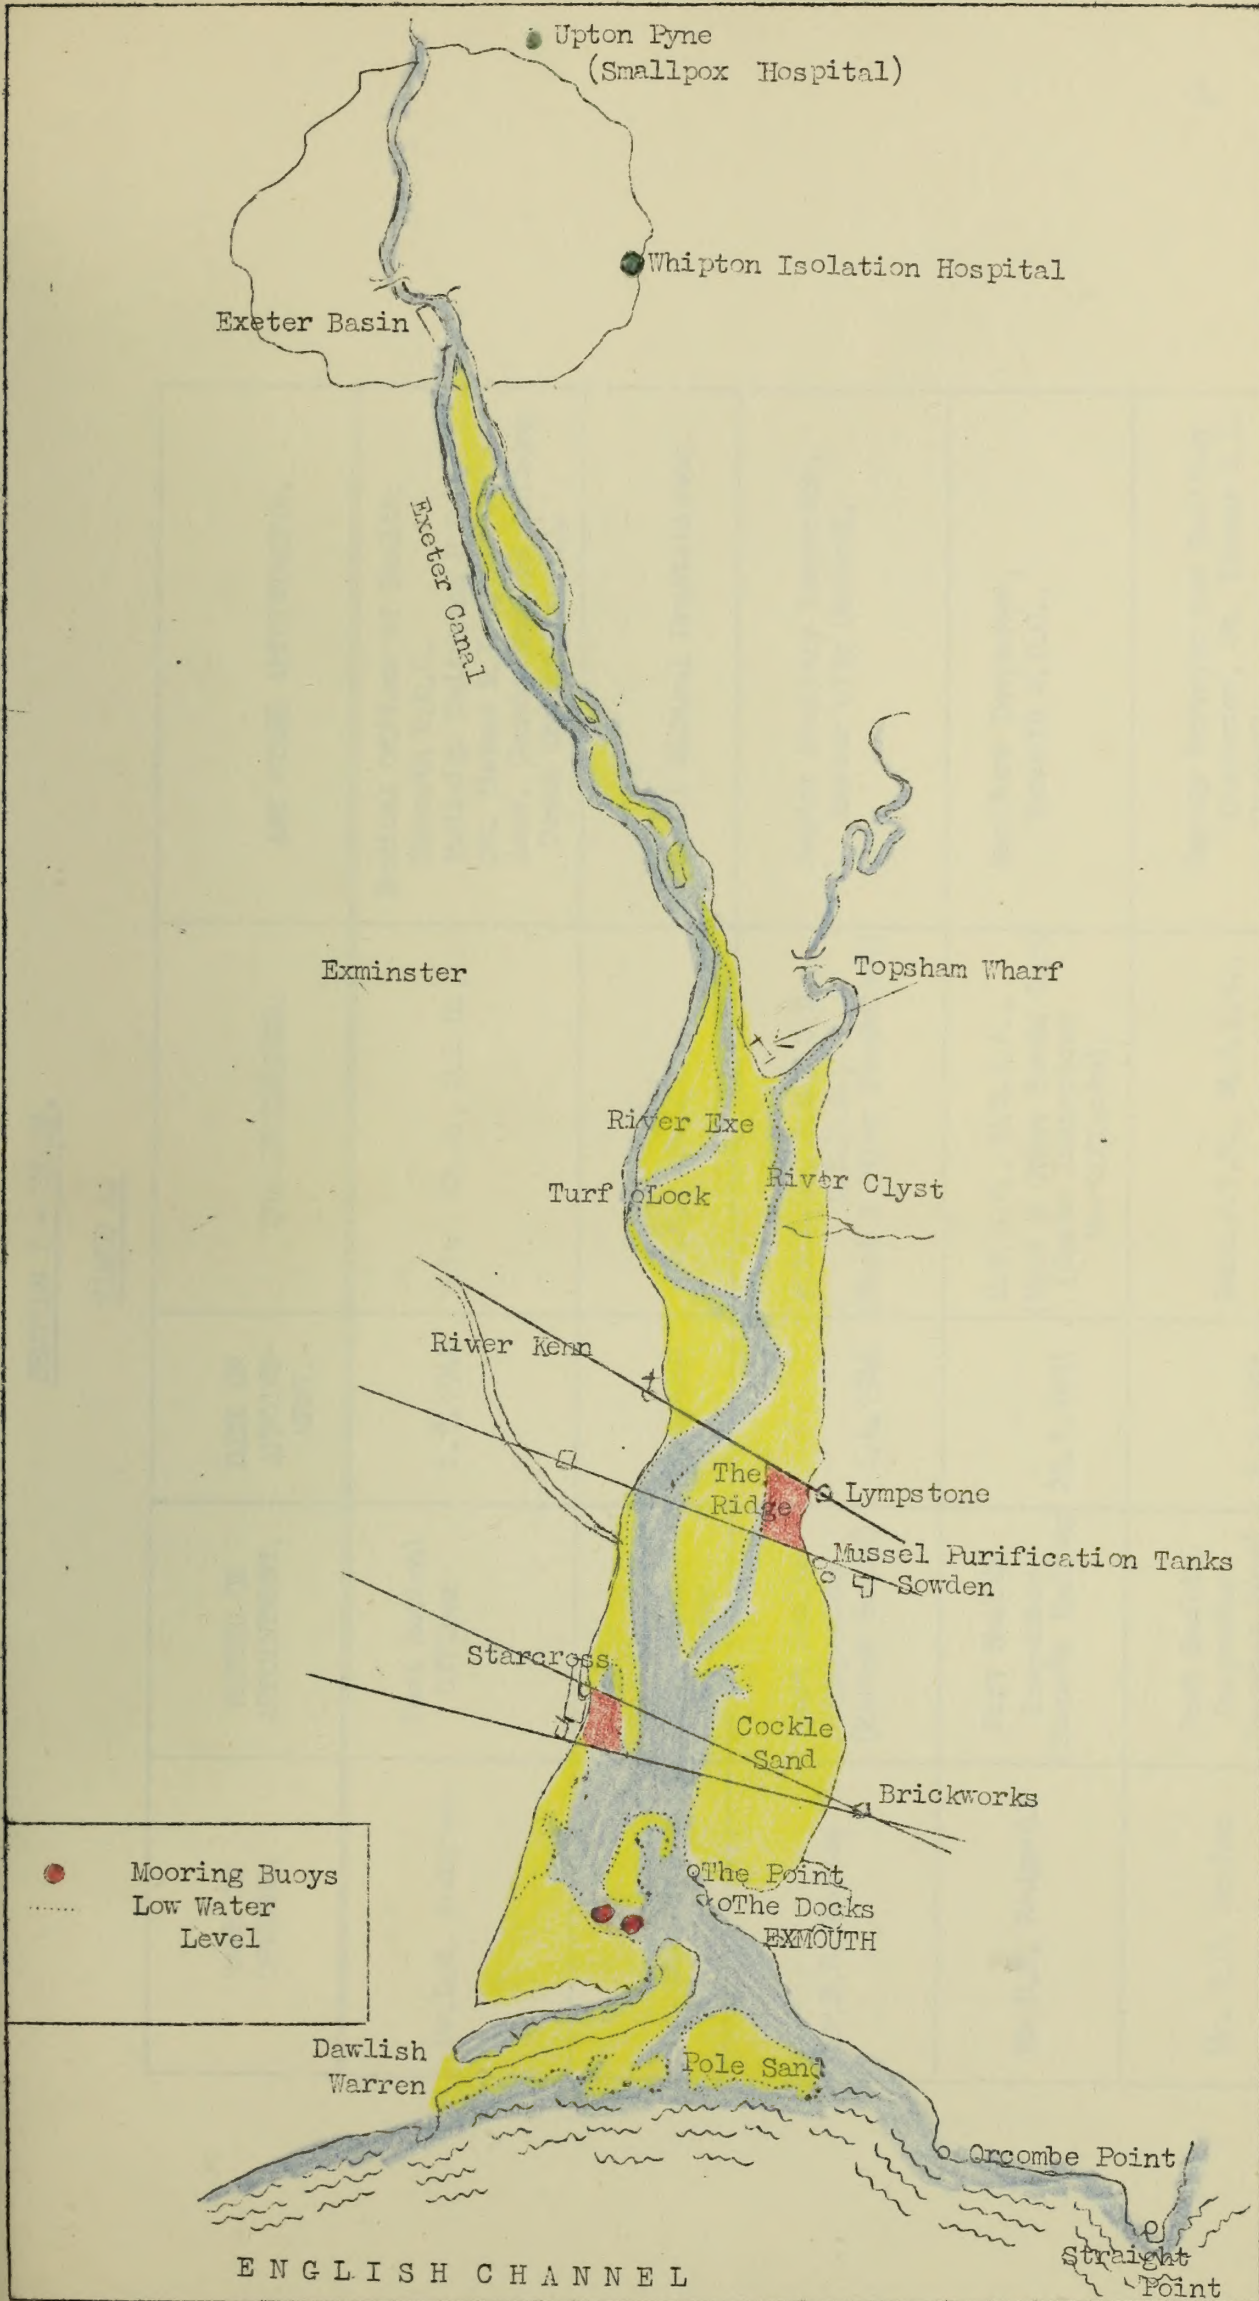 Upton Pyne
(Smallpox Hospital)
Whipton Isolation Hospital
Exeter Basin
Exeter Canal
Exminster
Topsham Wharf
River Exe
Turf Lock
River Clyst
River Kenn
The
Ridge
Lympstone
Mussel Purification Tanks
Sowden
Starcross
Cockle
Sand
Brickworks
Mooring Buoys
Low Water
Level
The Point
The Docks
EXMOUTH
Dawlish
Warren
Pole Sand
Orcombe Point
Straight
Point
ENGLISH CHANNEL